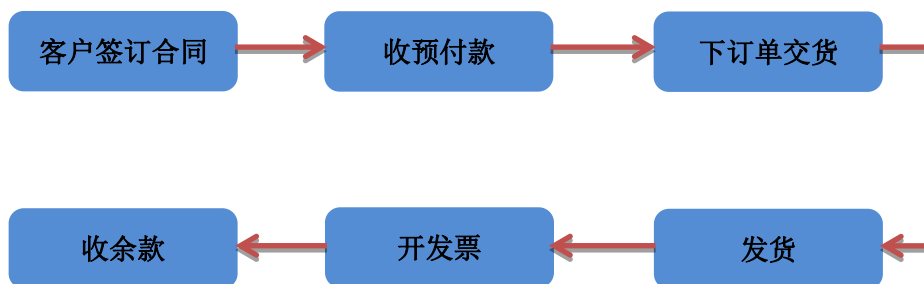 客户签订合同
收预付款
下订单交货
发货
开发票
收余款